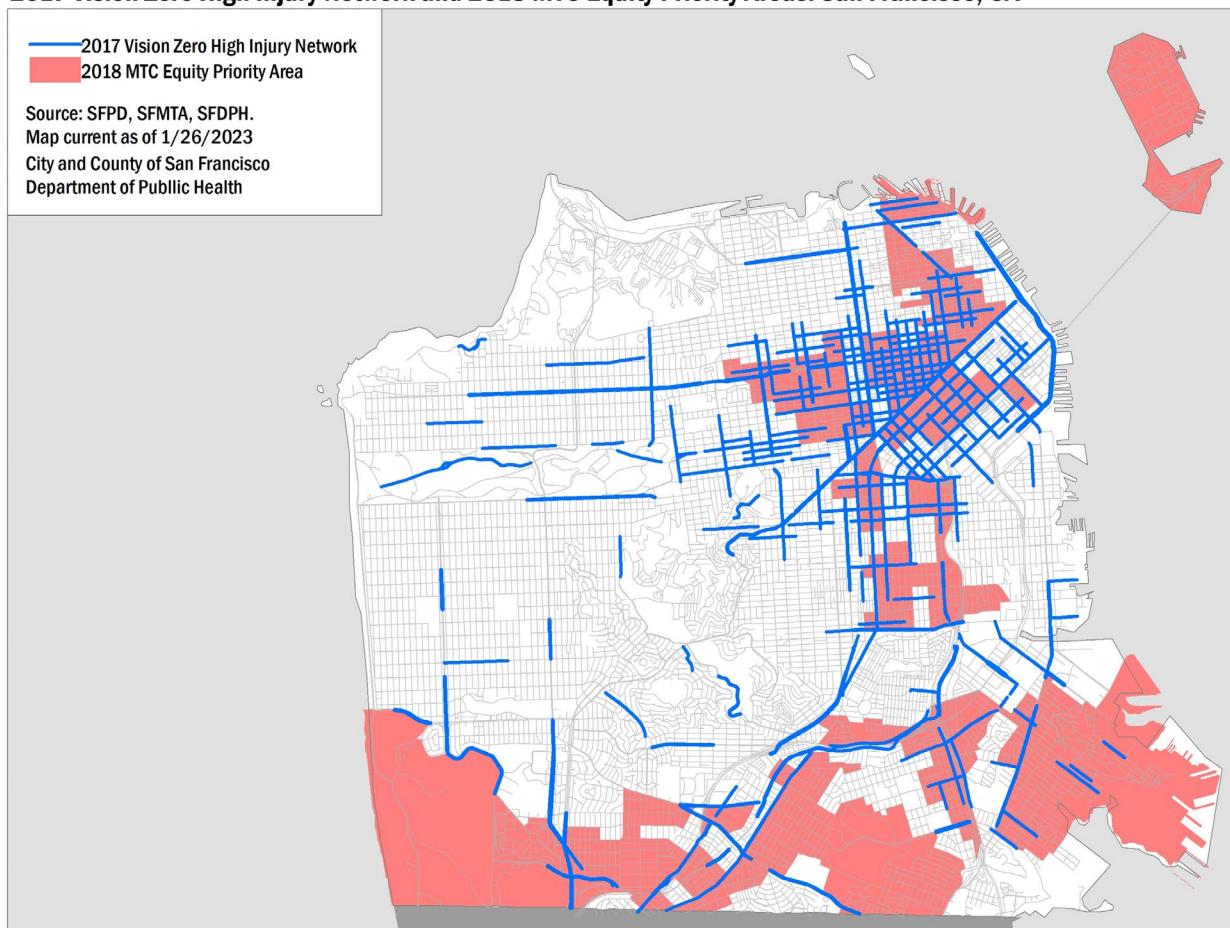 2017 Vision Zero High Injury Network and 2018 MTC Equity Priority Areas: San Francisco, CA
2017 Vision Zero High Injury Network
2018 MTC Equity Priority Area
Source: SFPD, SFMTA, SFDPH.
Map current as of 1/26/2023
City and County of San Francisco
Department of Publlic Health